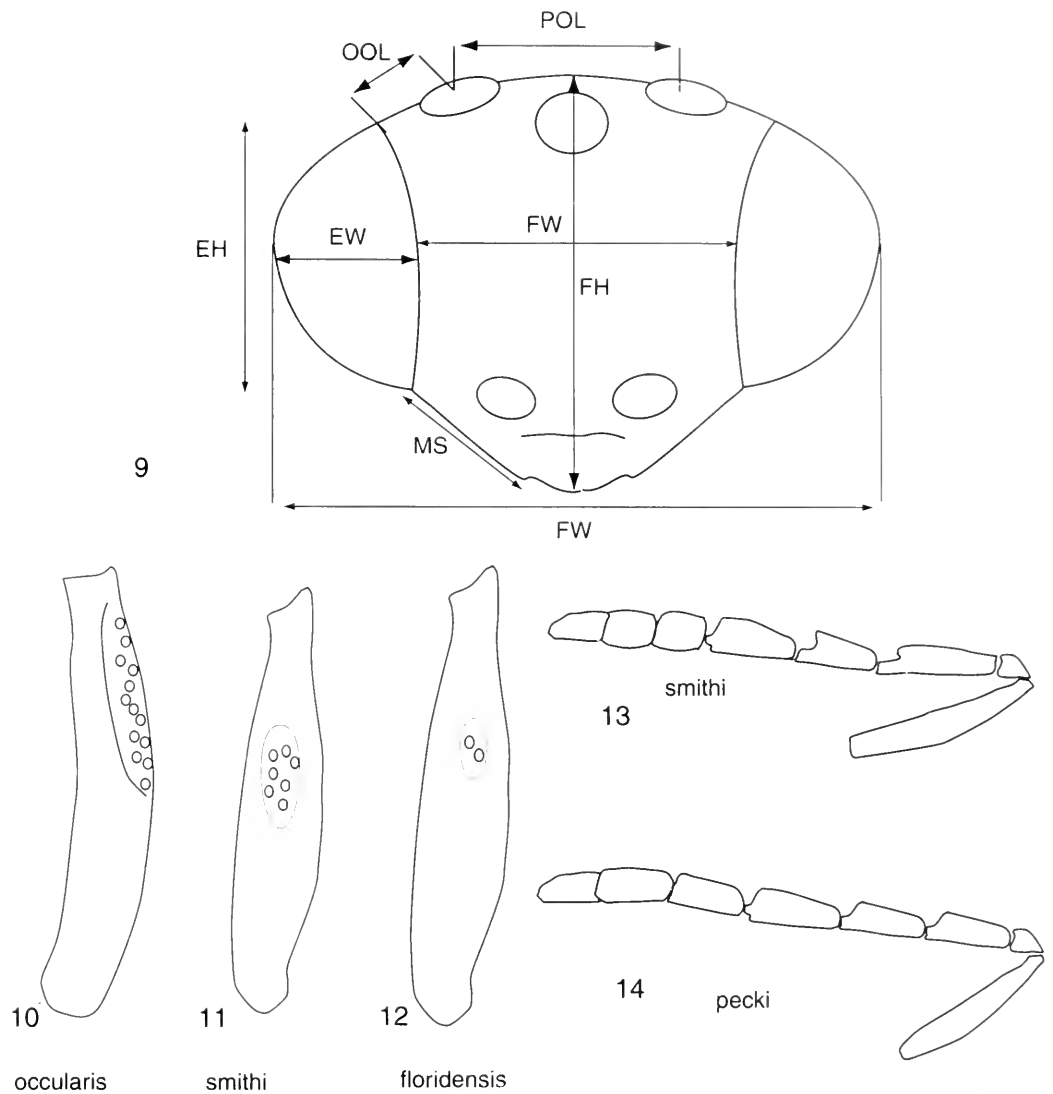 POL
OOL
EH
EW
FW
FH
MS
9
FW
smithi
13
14
pecki
10
11
12
occularis
smithi
floridensis